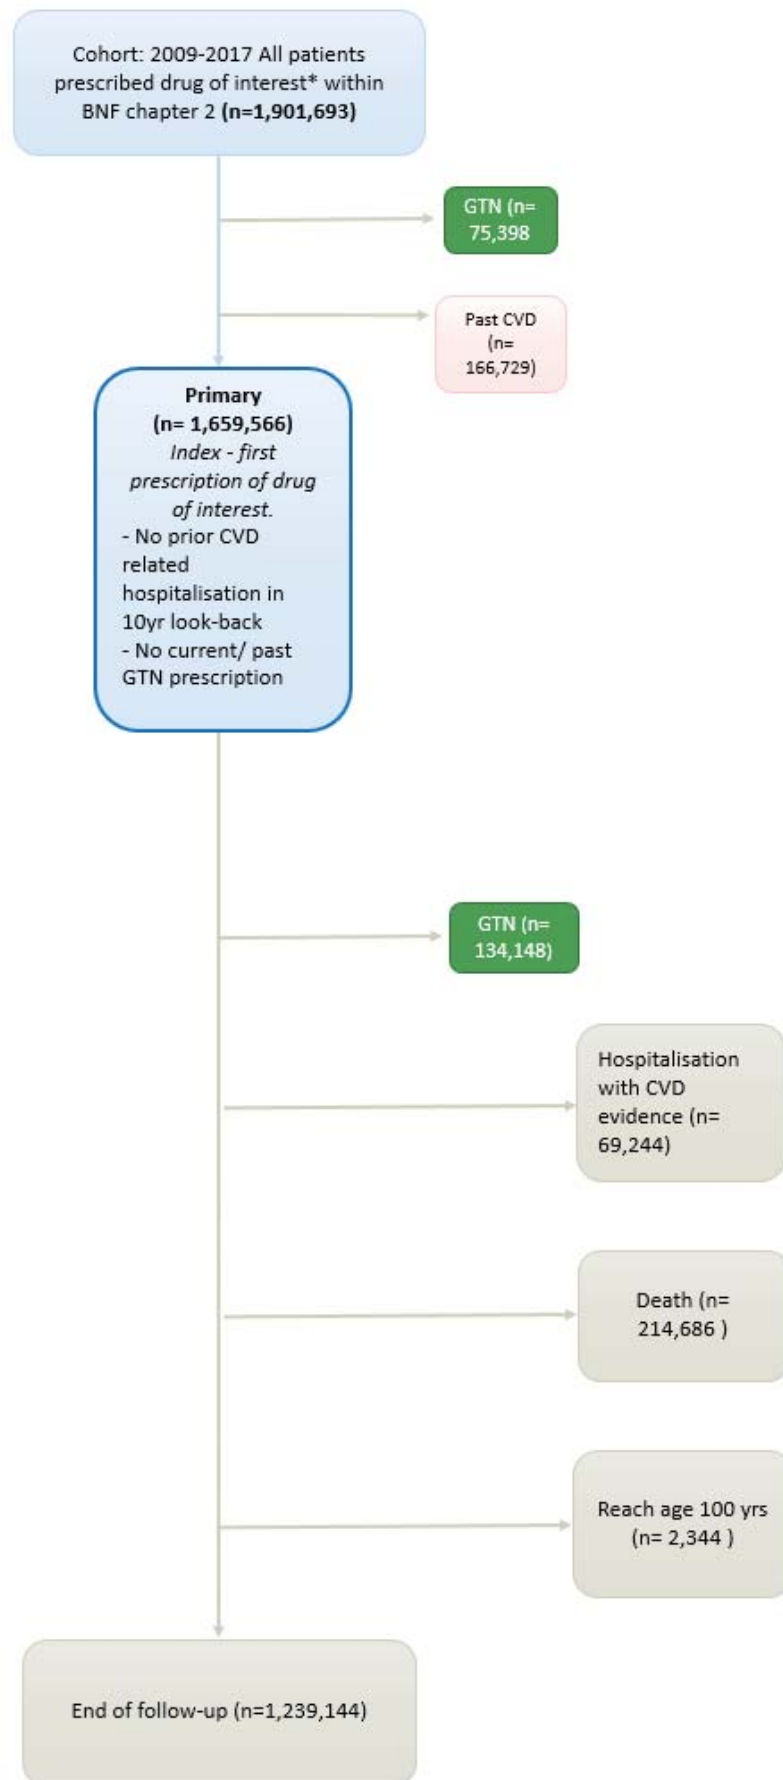 Cohort: 2009-2017 All patients
prescribed drug of interest* within
BNF chapter 2 (n=1,901,693)
GTN (n=
75,398
Past CVD
(n=
166,729)
Primary
(n= 1,659,566)
Index - first
prescription of drug
of interest.
- No prior CVD
related
hospitalisation in
10yr look-back
- No current/ past
GTN prescription
GTN (n=
134,148)
Hospitalisation
with CVD
evidence (n=
69,244)
Death (n=
214,686 )
Reach age 100 yrs
(n= 2,344 )
End of follow-up (n=1,239,144)